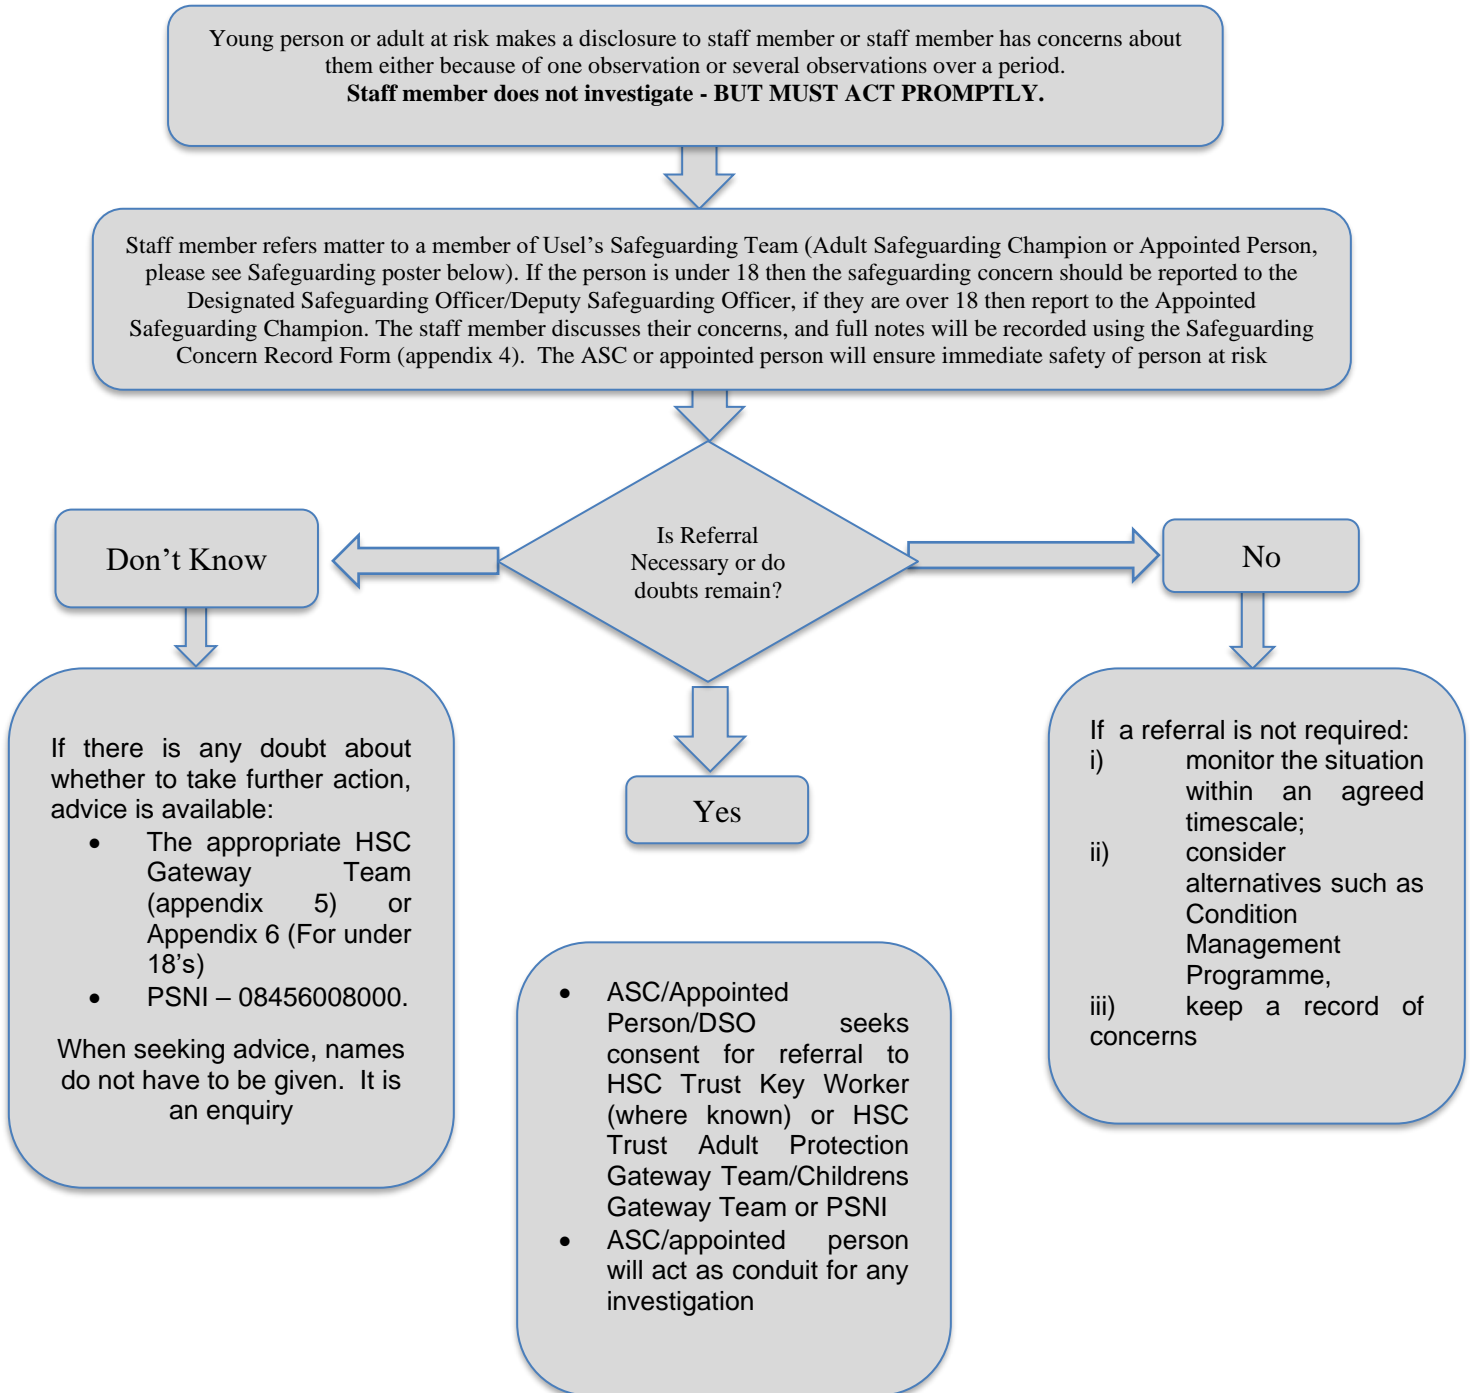 Young person or adult at risk makes a disclosure to staff member or staff member has concerns about
them either because of one observation or several observations over a period.
Staff member does not investigate - BUT MUST ACT PROMPTLY.
Staff member refers matter to a member of Usel's Safeguarding Team (Adult Safeguarding Champion or Appointed Person,
please see Safeguarding poster below). If the person is under 18 then the safeguarding concern should be reported to the
Designated Safeguarding Officer/Deputy Safeguarding Officer, if they are over 18 then report to the Appointed
Safeguarding Champion. The staff member discusses their concerns, and full notes will be recorded using the Safeguarding
Concern Record Form (appendix 4).  The ASC or appointed person will ensure immediate safety of person at risk
Is Referral
Necessary or do
doubts remain?
Don't Know
If there is any doubt about
whether to take further action,
advice is available:
• The appropriate HSC
Gateway Team
(appendix 5) or
Appendix 6 (For under
18's)
• PSNI – 08456008000.
When seeking advice, names
do not have to be given.  It is
an enquiry
Yes
• ASC/Appointed
Person/DSO seeks
consent for referral to
HSC Trust Key Worker
(where known) or HSC
Trust Adult Protection
Gateway Team/Childrens
Gateway Team or PSNI
• ASC/appointed person
will act as conduit for any
investigation
No
If  a referral is not required:
i) monitor the situation
within an agreed
timescale;
ii) consider
alternatives such as
Condition
Management
Programme,
iii) keep a record of
concerns